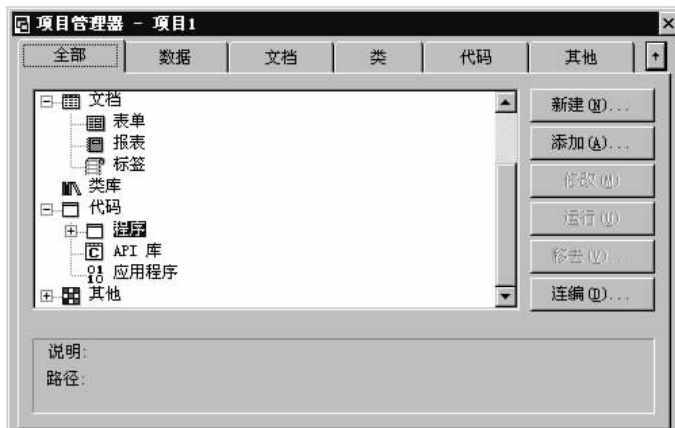 项目管理器 - 项目1
全部 数据 文档 类 代码 其他
文档
表单
报表
标签
类库
代码
程序
API 库
应用程序
其他
新建(N)...
添加(A)...
修改(M)
运行(U)
移去(V)...
连编(D)...
说明:
路径: